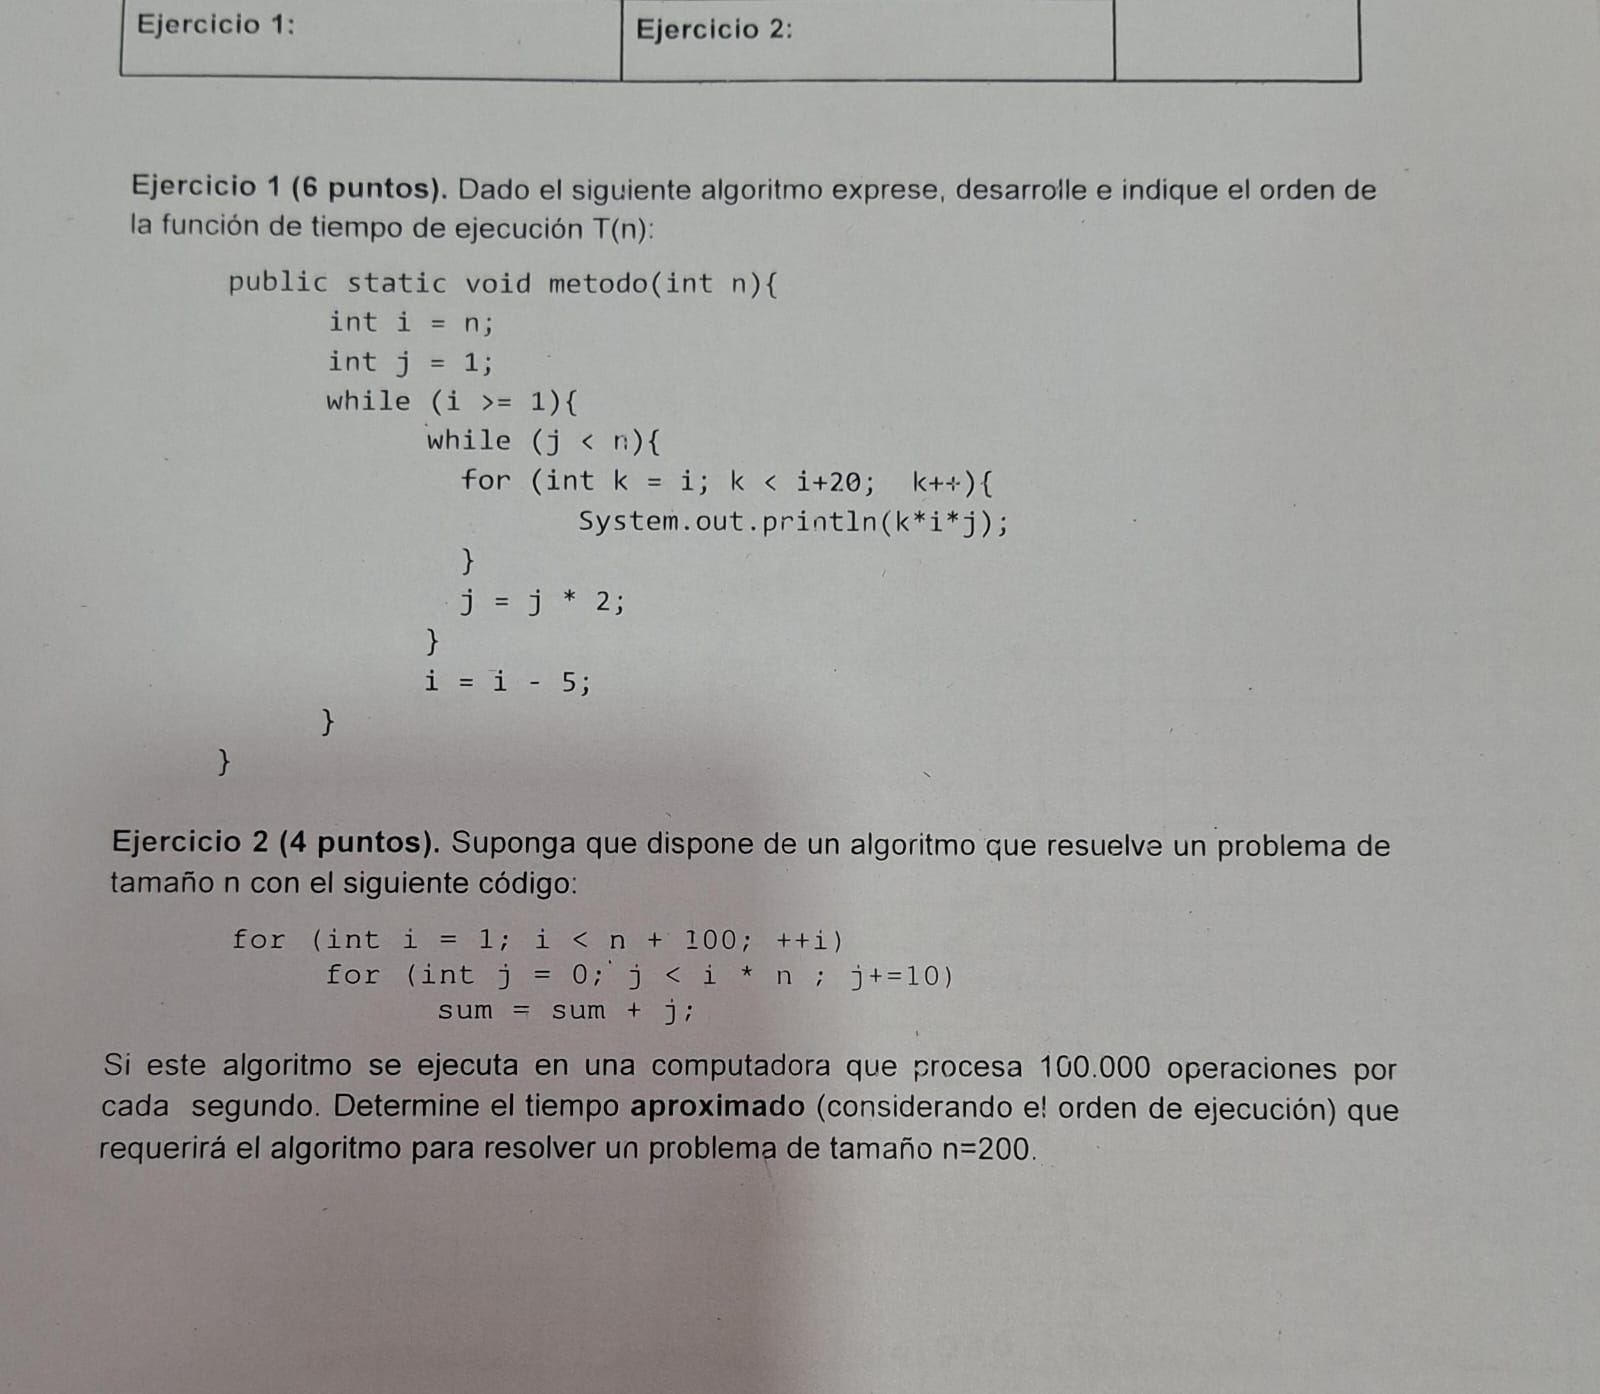 Ejercicio 1:
Ejercicio 2:
Ejercicio 1 (6 puntos). Dado el siguiente algoritmo exprese, desarrolle e indique el orden de
la función de tiempo de ejecución T(n):
public static void metodo(int n){
int i = n;
int j = 1;
while (i >= 1){
while (j < n){
for (int k = i; k < i+20; k++){
System.out.println(k*i*j);
}
j = j * 2;
}
i = i - 5;
}
}
Ejercicio 2 (4 puntos). Suponga que dispone de un algoritmo que resuelve un problema de
tamaño n con el siguiente código:
for (int i = 1; i < n + 100; ++i)
for (int j = 0; j < i * n ; j+=10)
sum = sum + j;
Si este algoritmo se ejecuta en una computadora que procesa 100.000 operaciones por
cada segundo. Determine el tiempo aproximado (considerando el orden de ejecución) que
requerirá el algoritmo para resolver un problema de tamaño n=200.